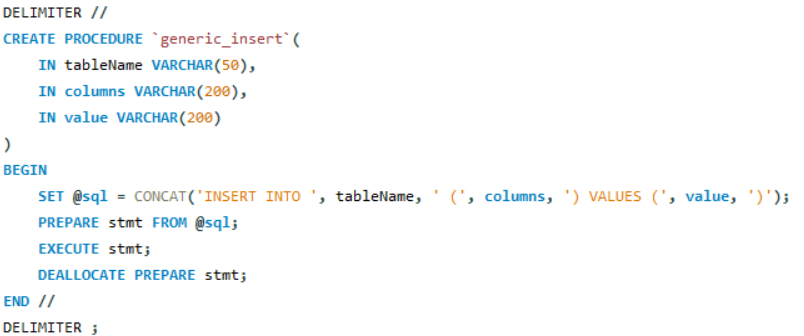 DELIMITER //
CREATE PROCEDURE `generic_insert`(
    IN tableName VARCHAR(50),
    IN columns VARCHAR(200),
    IN value VARCHAR(200)
)
BEGIN
    SET @sql = CONCAT('INSERT INTO ', tableName, ' (', columns, ') VALUES (', value, ')');
    PREPARE stmt FROM @sql;
    EXECUTE stmt;
    DEALLOCATE PREPARE stmt;
END //
DELIMITER ;